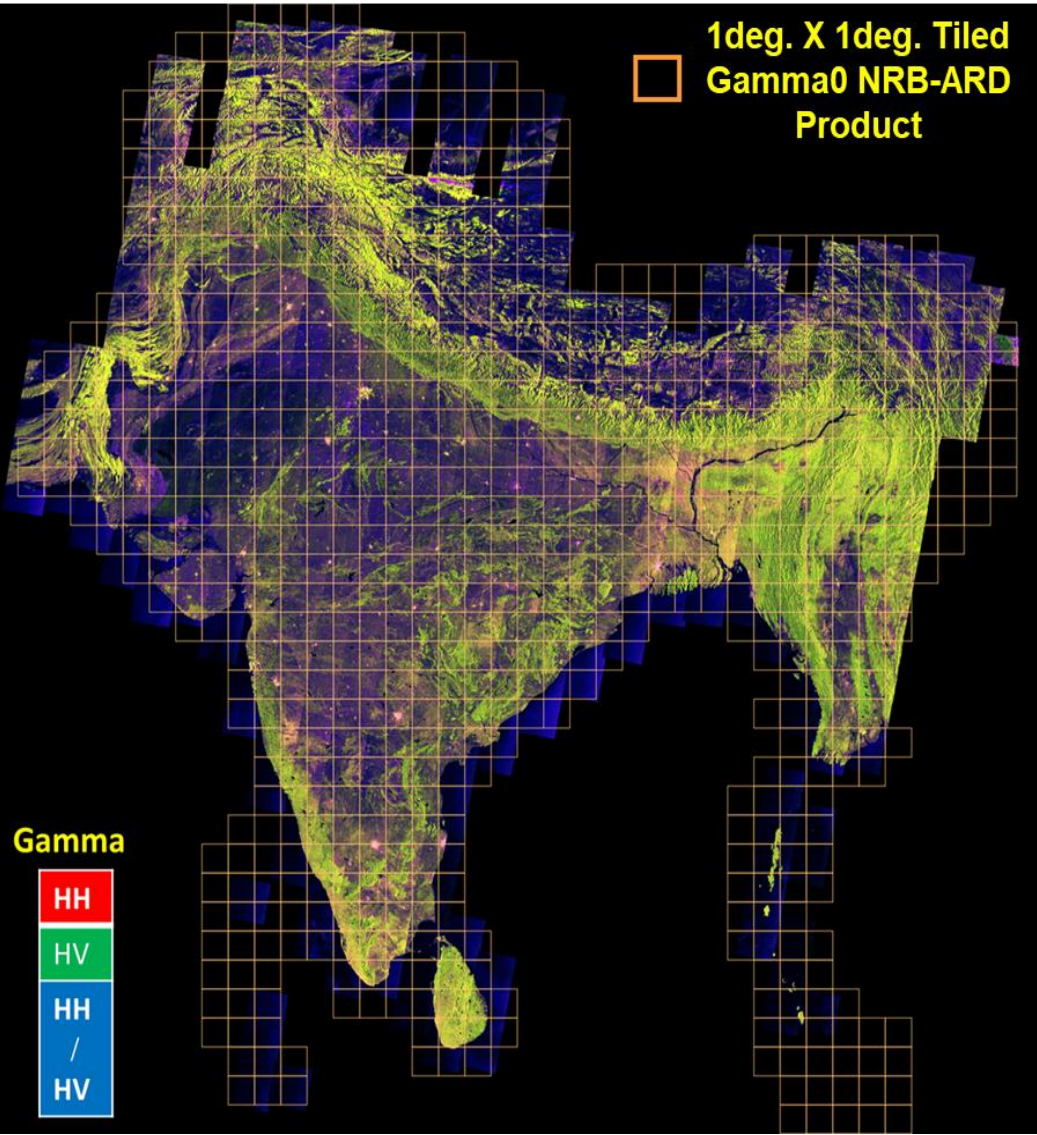 1deg. X 1deg. Tiled
Gamma0 NRB-ARD
Product
Gamma
HH
HV
HH
/
HV